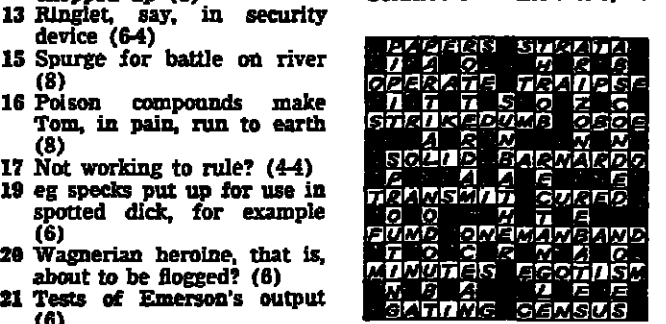 chopped up
13 Ringlet, say, in security
device (6-4)
15 Spurge for battle on river
(8)
16 Poison compounds make
Tom, in pain, run to earth
(8)
17 Not working to rule? (4-4)
19 eg specks put up for use in
spotted dick, for example
(6)
20 Wagnerian heroine, that is,
about to be flogged? (6)
21 Tests of Emerson's output
(6)
PAPERS STRATA
I A O H R B
OPERATE TRAIPSE
I T T S O Z C
STRIKEDUMB OBOE
A R N N N
SOLID BARNARDO
P A A E E
TRANSMIT CURED
O O H T E
FUND ONEMANBAND
T O C R N A O
MINUTES EGOTISM
N B A L E E
GATING CENSUS